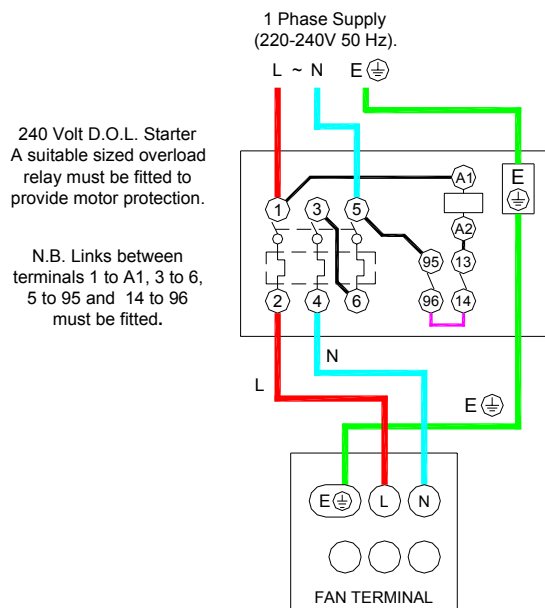 1 Phase Supply
(220-240V 50 Hz).
L ~ N E
240 Volt D.O.L. Starter
A suitable sized overload
relay must be fitted to
provide motor protection.
N.B. Links between
terminals 1 to A1, 3 to 6,
5 to 95 and 14 to 96
must be fitted.
A1
E
1 3 5
A2
95 13
2 4 6 96 14
N
L
E
E L N
FAN TERMINAL